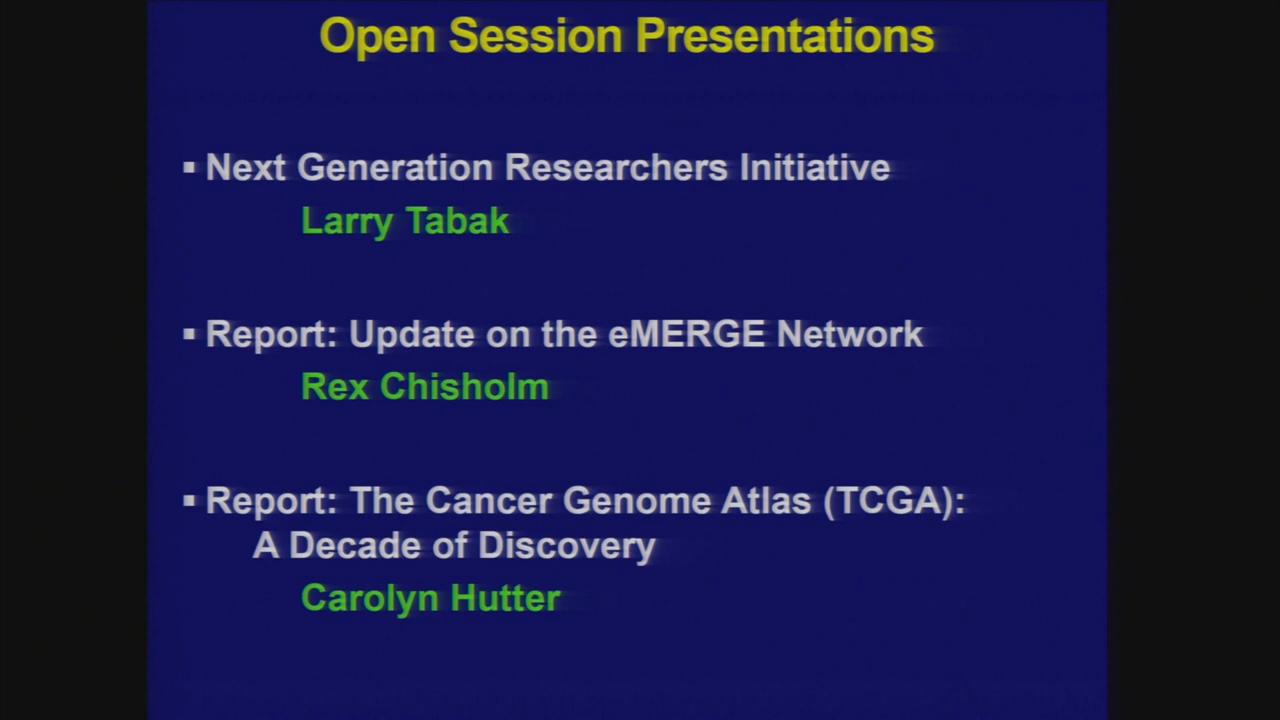 Open Session Presentations
▪ Next Generation Researchers Initiative
Larry Tabak
▪ Report: Update on the eMERGE Network
Rex Chisholm
▪ Report: The Cancer Genome Atlas (TCGA):
A Decade of Discovery
Carolyn Hutter